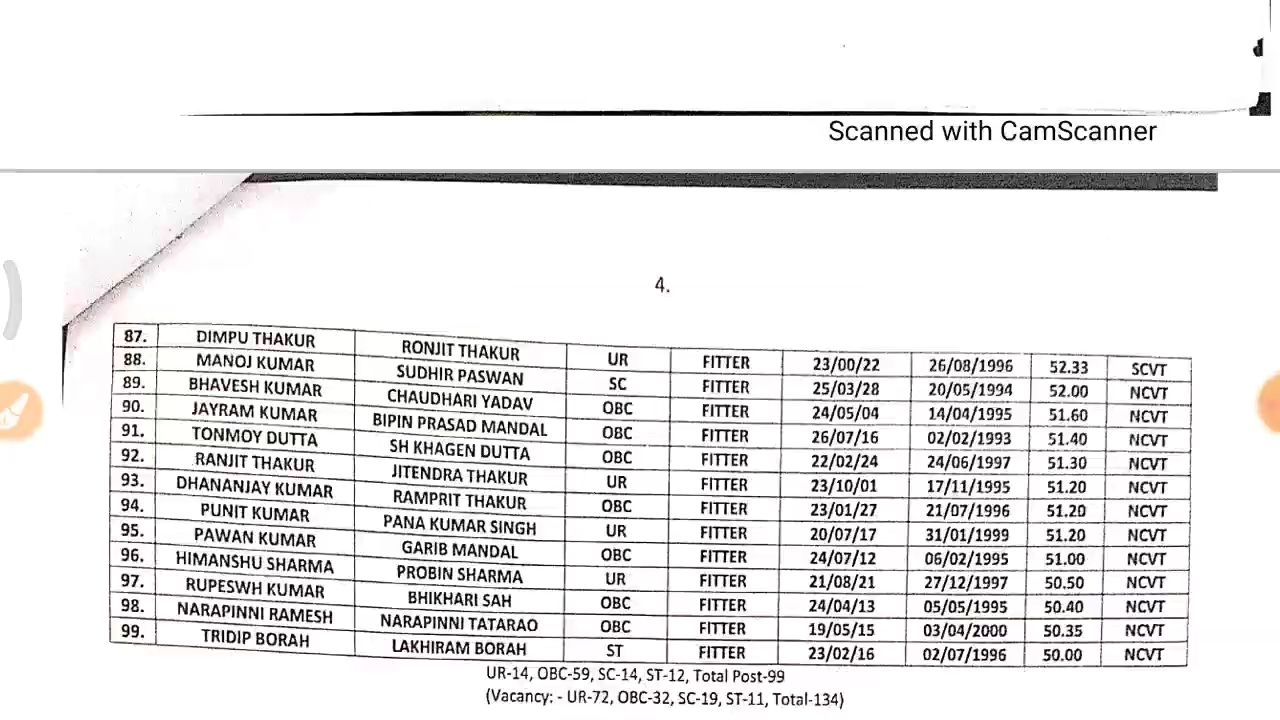 Scanned with CamScanner
4.
87. DIMPU THAKUR RONJIT THAKUR UR FITTER 23/00/22 26/08/1996 52.33 SCVT
88. MANOJ KUMAR SUDHIR PASWAN SC FITTER 25/03/28 20/05/1994 52.00 NCVT
89. BHAVESH KUMAR CHAUDHARI YADAV OBC FITTER 24/05/04 14/04/1995 51.60 NCVT
90. JAYRAM KUMAR BIPIN PRASAD MANDAL OBC FITTER 26/07/16 02/02/1993 51.40 NCVT
91. TONMOY DUTTA SH KHAGEN DUTTA OBC FITTER 22/02/24 24/06/1997 51.30 NCVT
92. RANJIT THAKUR JITENDRA THAKUR UR FITTER 23/10/01 17/11/1995 51.20 NCVT
93. DHANANJAY KUMAR RAMPRIT THAKUR OBC FITTER 23/01/27 21/07/1996 51.20 NCVT
94. PUNIT KUMAR PANA KUMAR SINGH UR FITTER 20/07/17 31/01/1999 51.20 NCVT
95. PAWAN KUMAR GARIB MANDAL OBC FITTER 24/07/12 06/02/1995 51.00 NCVT
96. HIMANSHU SHARMA PROBIN SHARMA UR FITTER 21/08/21 27/12/1997 50.50 NCVT
97. RUPESWH KUMAR BHIKHARI SAH OBC FITTER 24/04/13 05/05/1995 50.40 NCVT
98. NARAPINNI RAMESH NARAPINNI TATARAO OBC FITTER 19/05/15 03/04/2000 50.35 NCVT
99. TRIDIP BORAH LAKHIRAM BORAH ST FITTER 23/02/16 02/07/1996 50.00 NCVT
UR-14, OBC-59, SC-14, ST-12, Total Post-99
(Vacancy: - UR-72, OBC-32, SC-19, ST-11, Total-134)